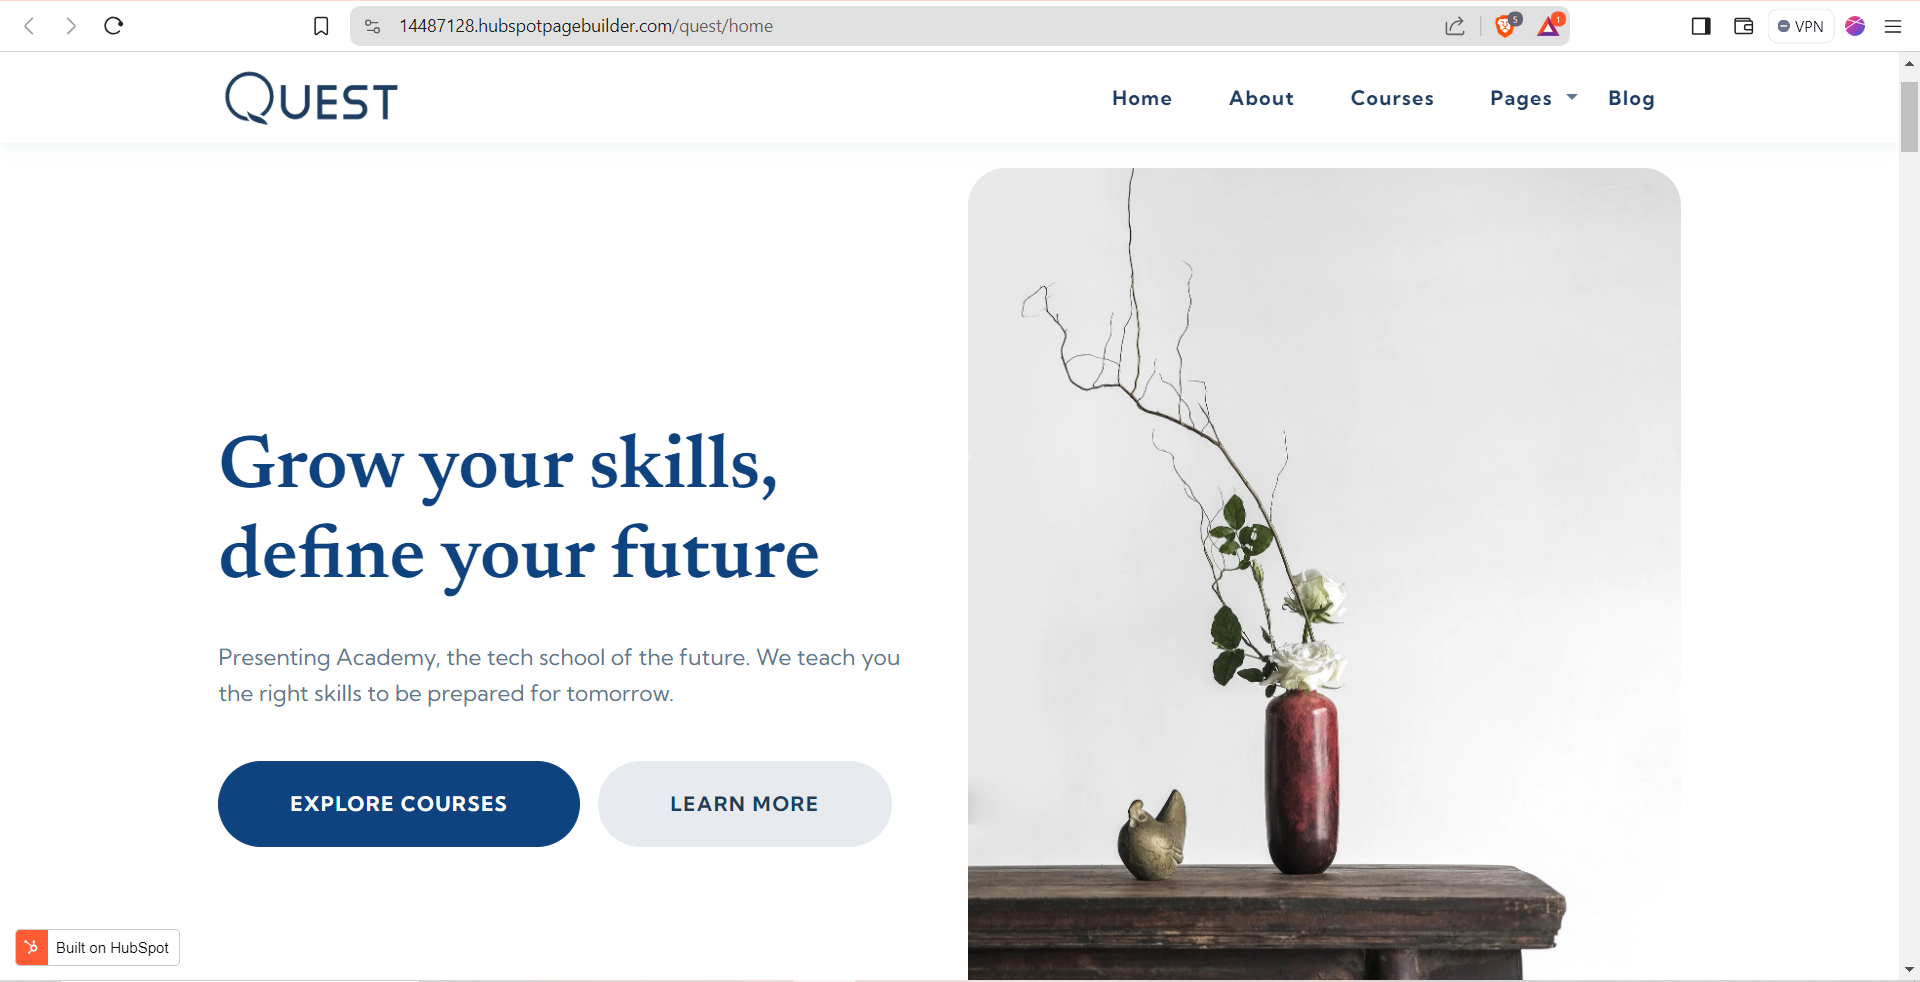 14487128.hubspotpagebuilder.com/quest/home
5
1
VPN
QUEST
Home About Courses Pages Blog
Grow your skills,
define your future
Presenting Academy, the tech school of the future. We teach you
the right skills to be prepared for tomorrow.
EXPLORE COURSES LEARN MORE
Built on HubSpot